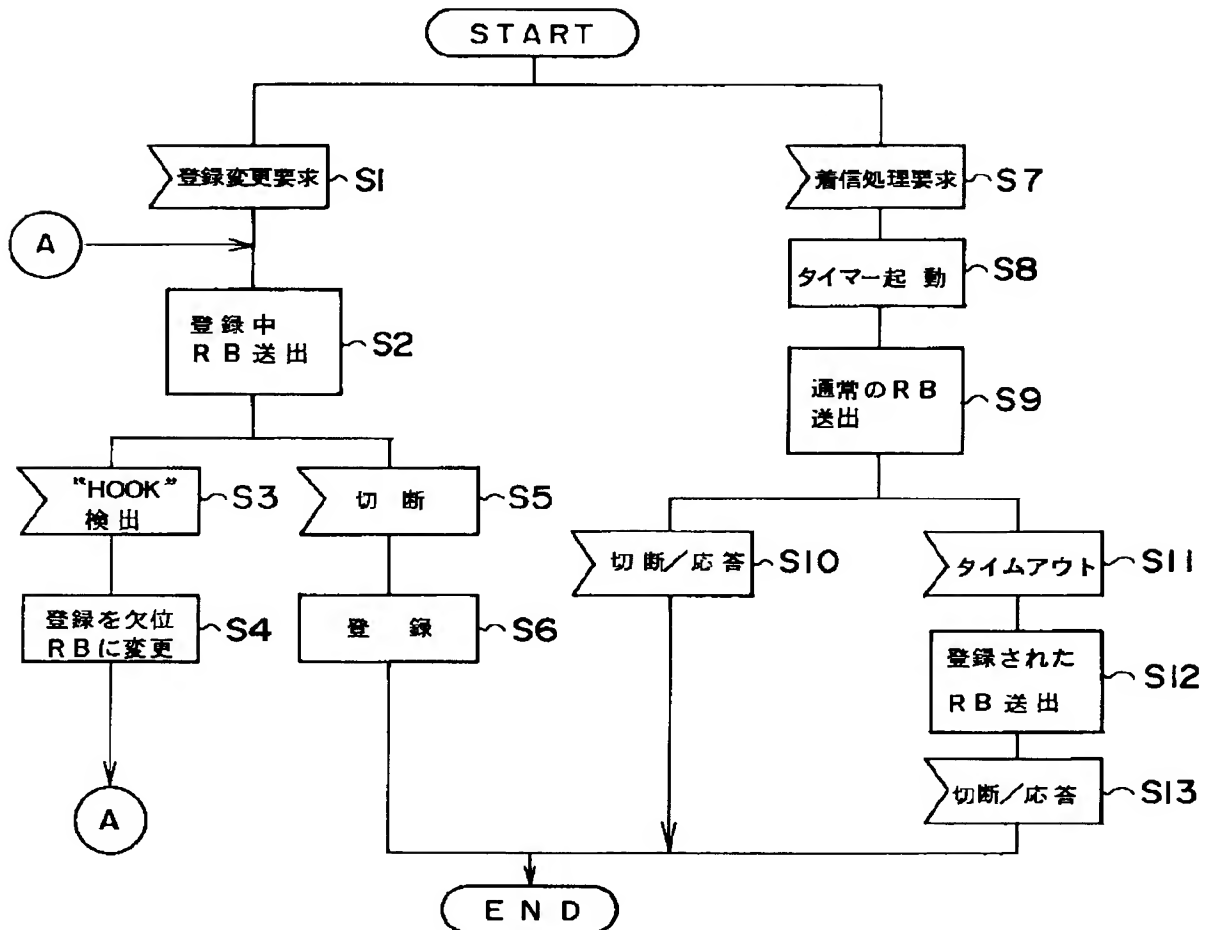 START
登録変更要求 S1
A
登録中
RB送出 S2
"HOOK"
検出 S3
登録を欠位
RBに変更 S4
A
切断 S5
登録 S6
着信処理要求 S7
タイマー起動 S8
通常のRB
送出 S9
切断/応答 S10
タイムアウト S11
登録された
RB送出 S12
切断/応答 S13
END